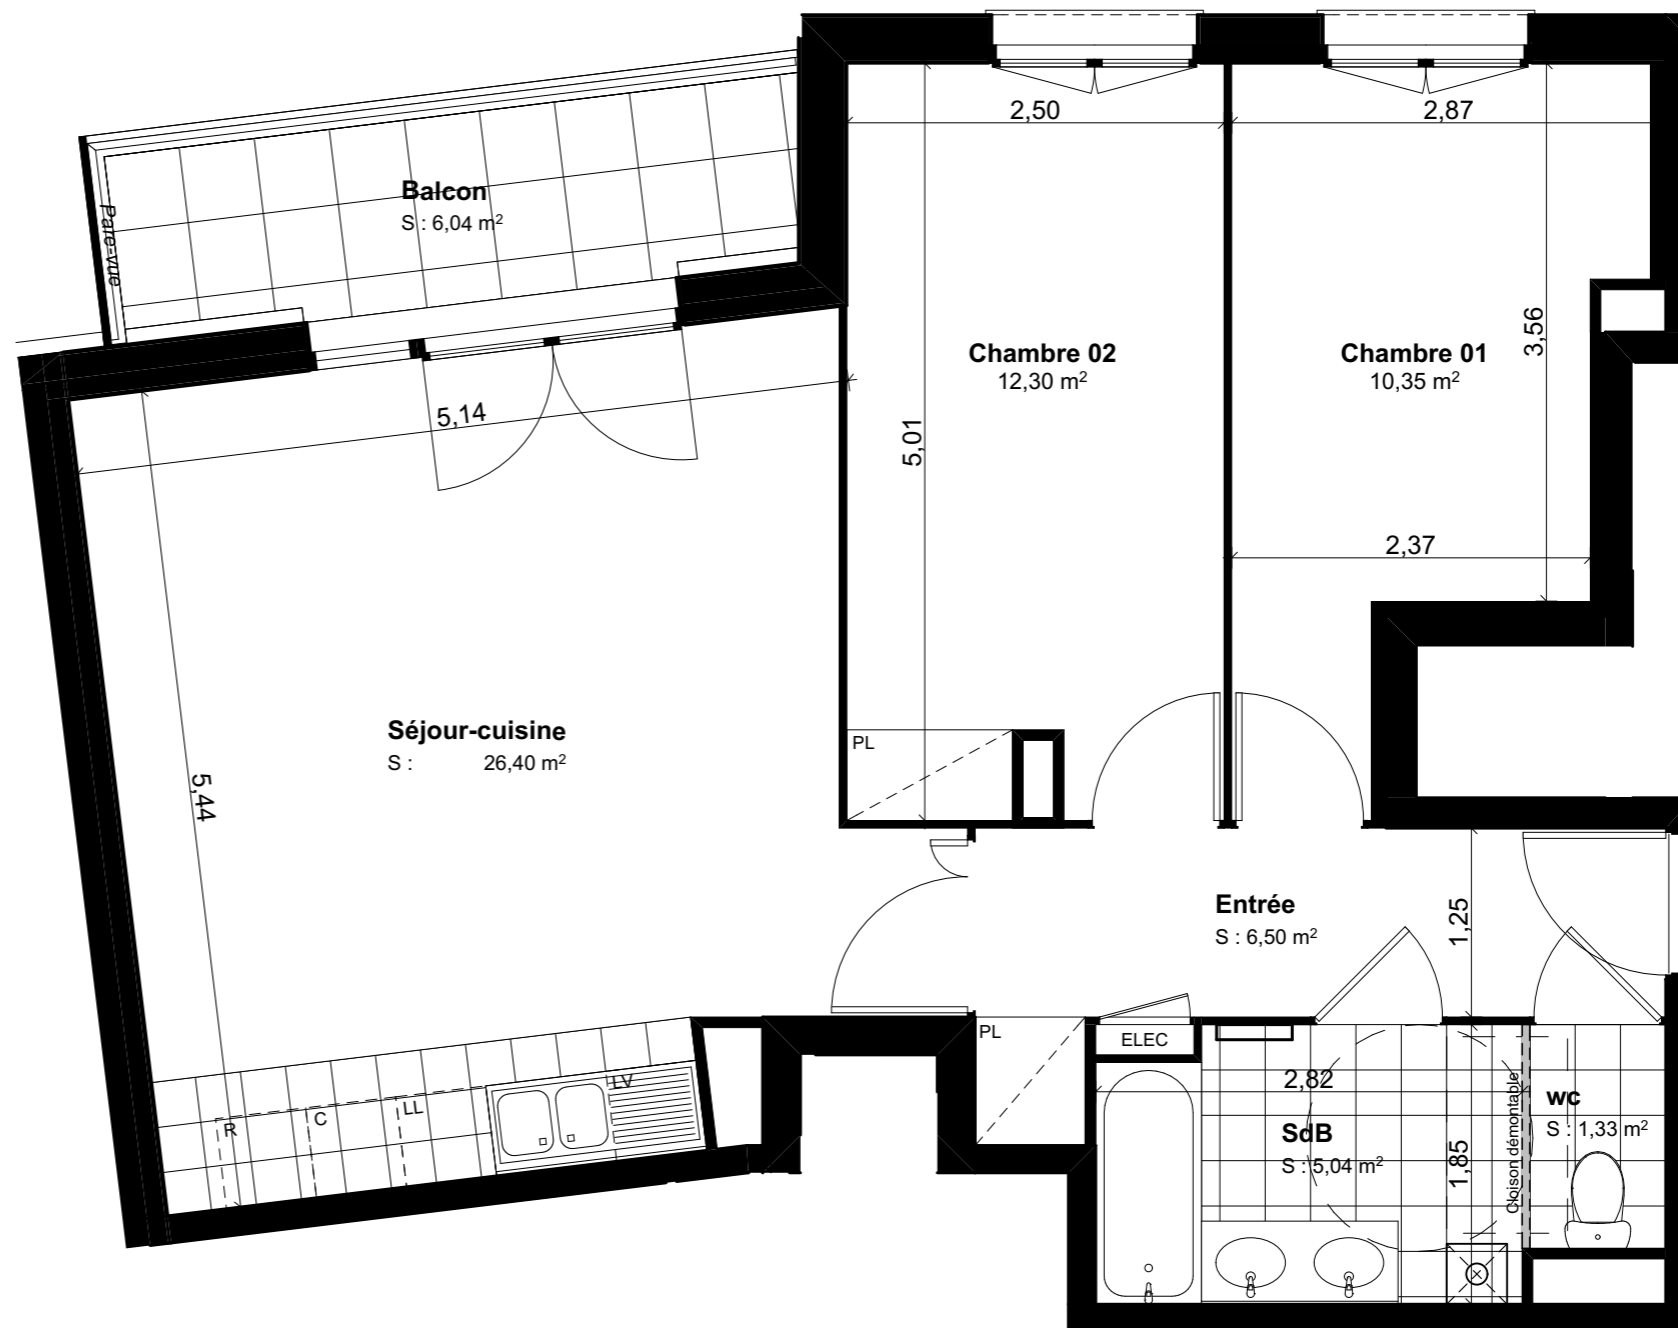 2,50
2,87
Balcon
S : 6,04 m²
Pare-vue
3,56
Chambre 02
12,30 m²
Chambre 01
10,35 m²
5,14
5,01
2,37
Séjour-cuisine
S : 26,40 m²
PL
5,44
Entrée
S : 6,50 m²
1,25
PL
ELEC
2,82
LV
LL
C
R
Cloison démontable
wc
S : 1,33 m²
SdB
S : 5,04 m²
1,85